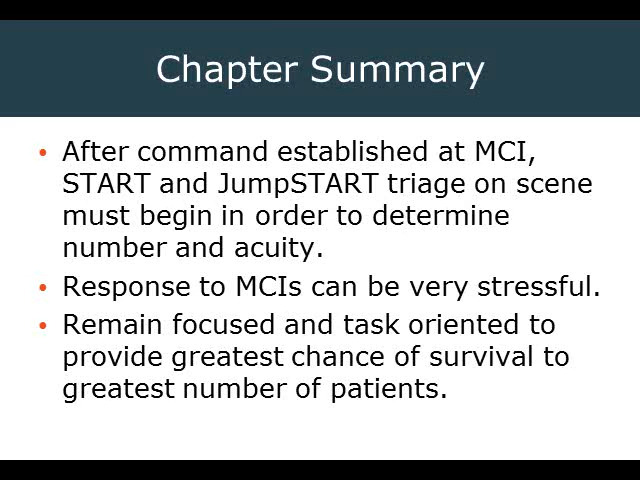 Chapter Summary
• After command established at MCI,
START and JumpSTART triage on scene
must begin in order to determine
number and acuity.
• Response to MCIs can be very stressful.
• Remain focused and task oriented to
provide greatest chance of survival to
greatest number of patients.